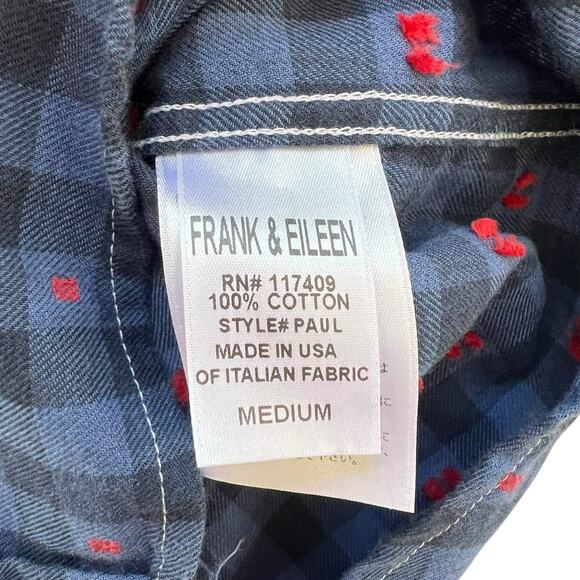 FRANK & EILEEN
RN# 117409
100% COTTON
STYLE# PAUL
MADE IN USA
OF ITALIAN FABRIC
MEDIUM